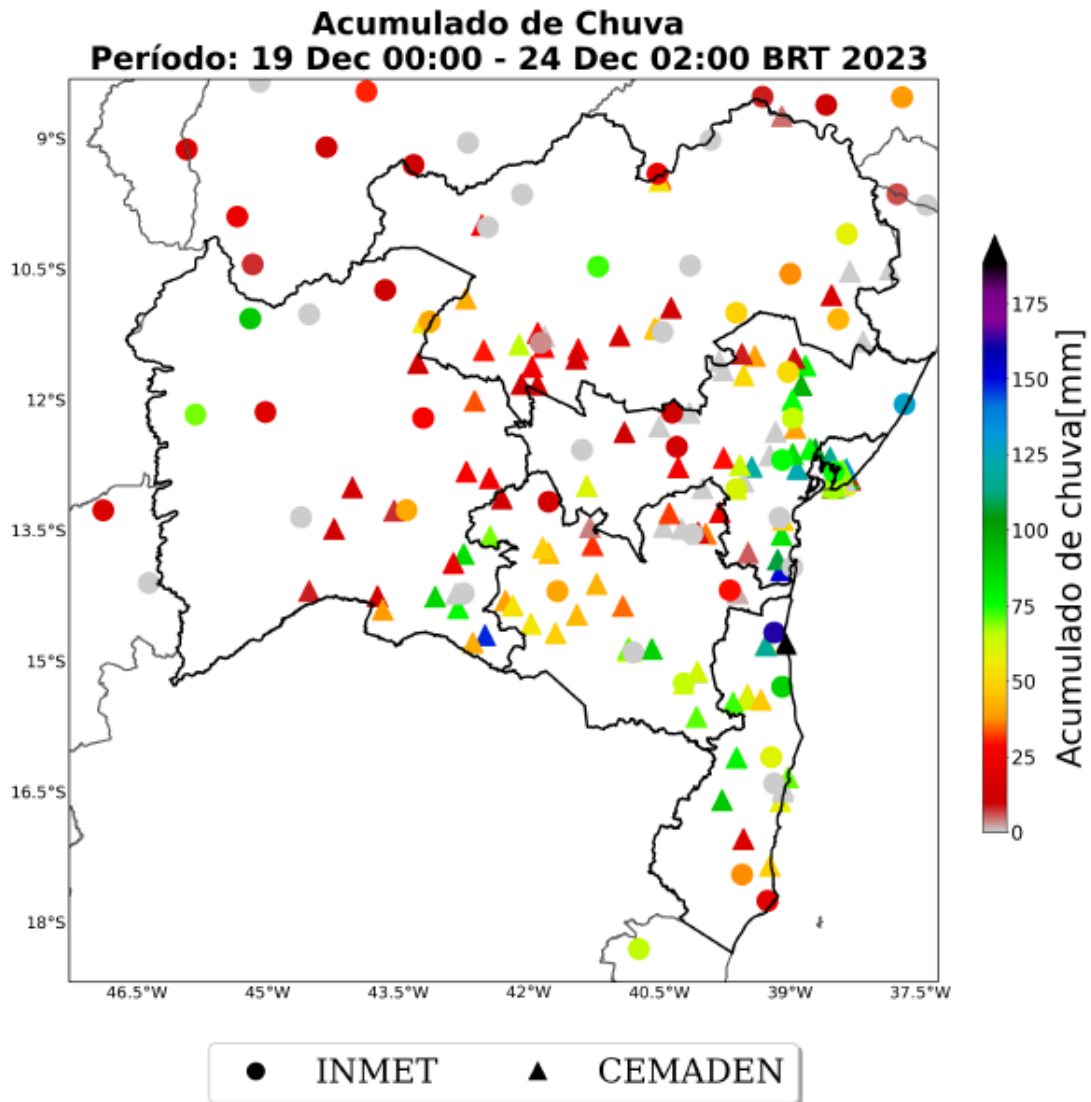 Acumulado de Chuva
Período: 19 Dec 00:00 - 24 Dec 02:00 BRT 2023
9°S
10.5°S
12°S
13.5°S
15°S
16.5°S
18°S
46.5°W
45°W
43.5°W
42°W
40.5°W
39°W
37.5°W
175
150
125
100
75
50
25
0
Acumulado de chuva[mm]
INMET
CEMADEN